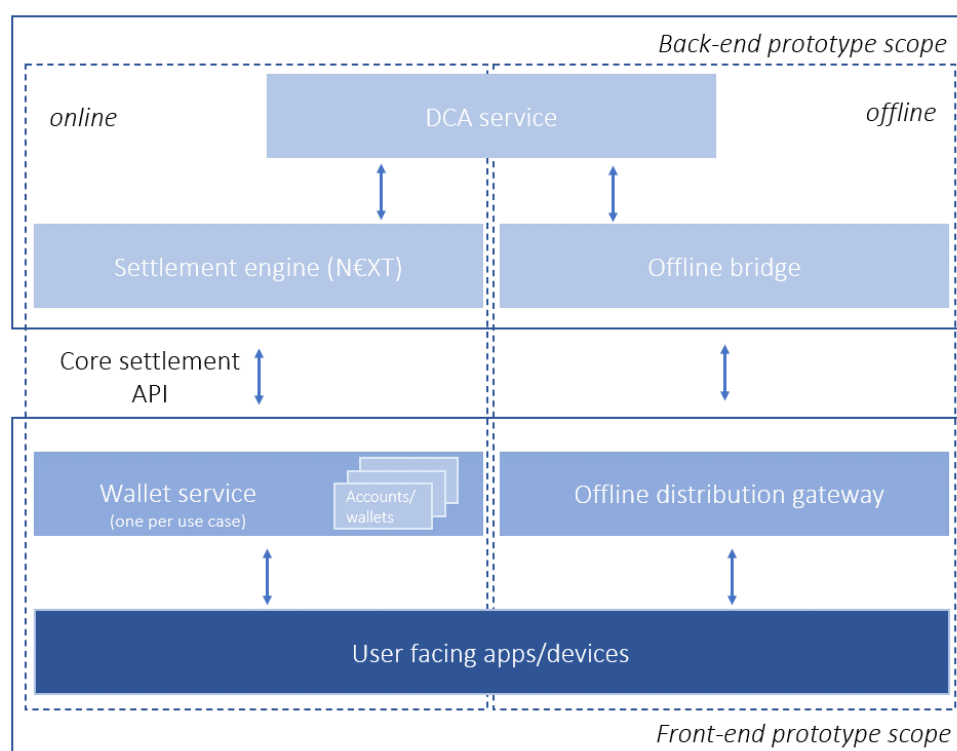 Back-end prototype scope
online
DCA service
offline
Settlement engine (N€XT)
Offline bridge
Core settlement
API
Wallet service
(one per use case)
Accounts/
wallets
Offline distribution gateway
User facing apps/devices
Front-end prototype scope